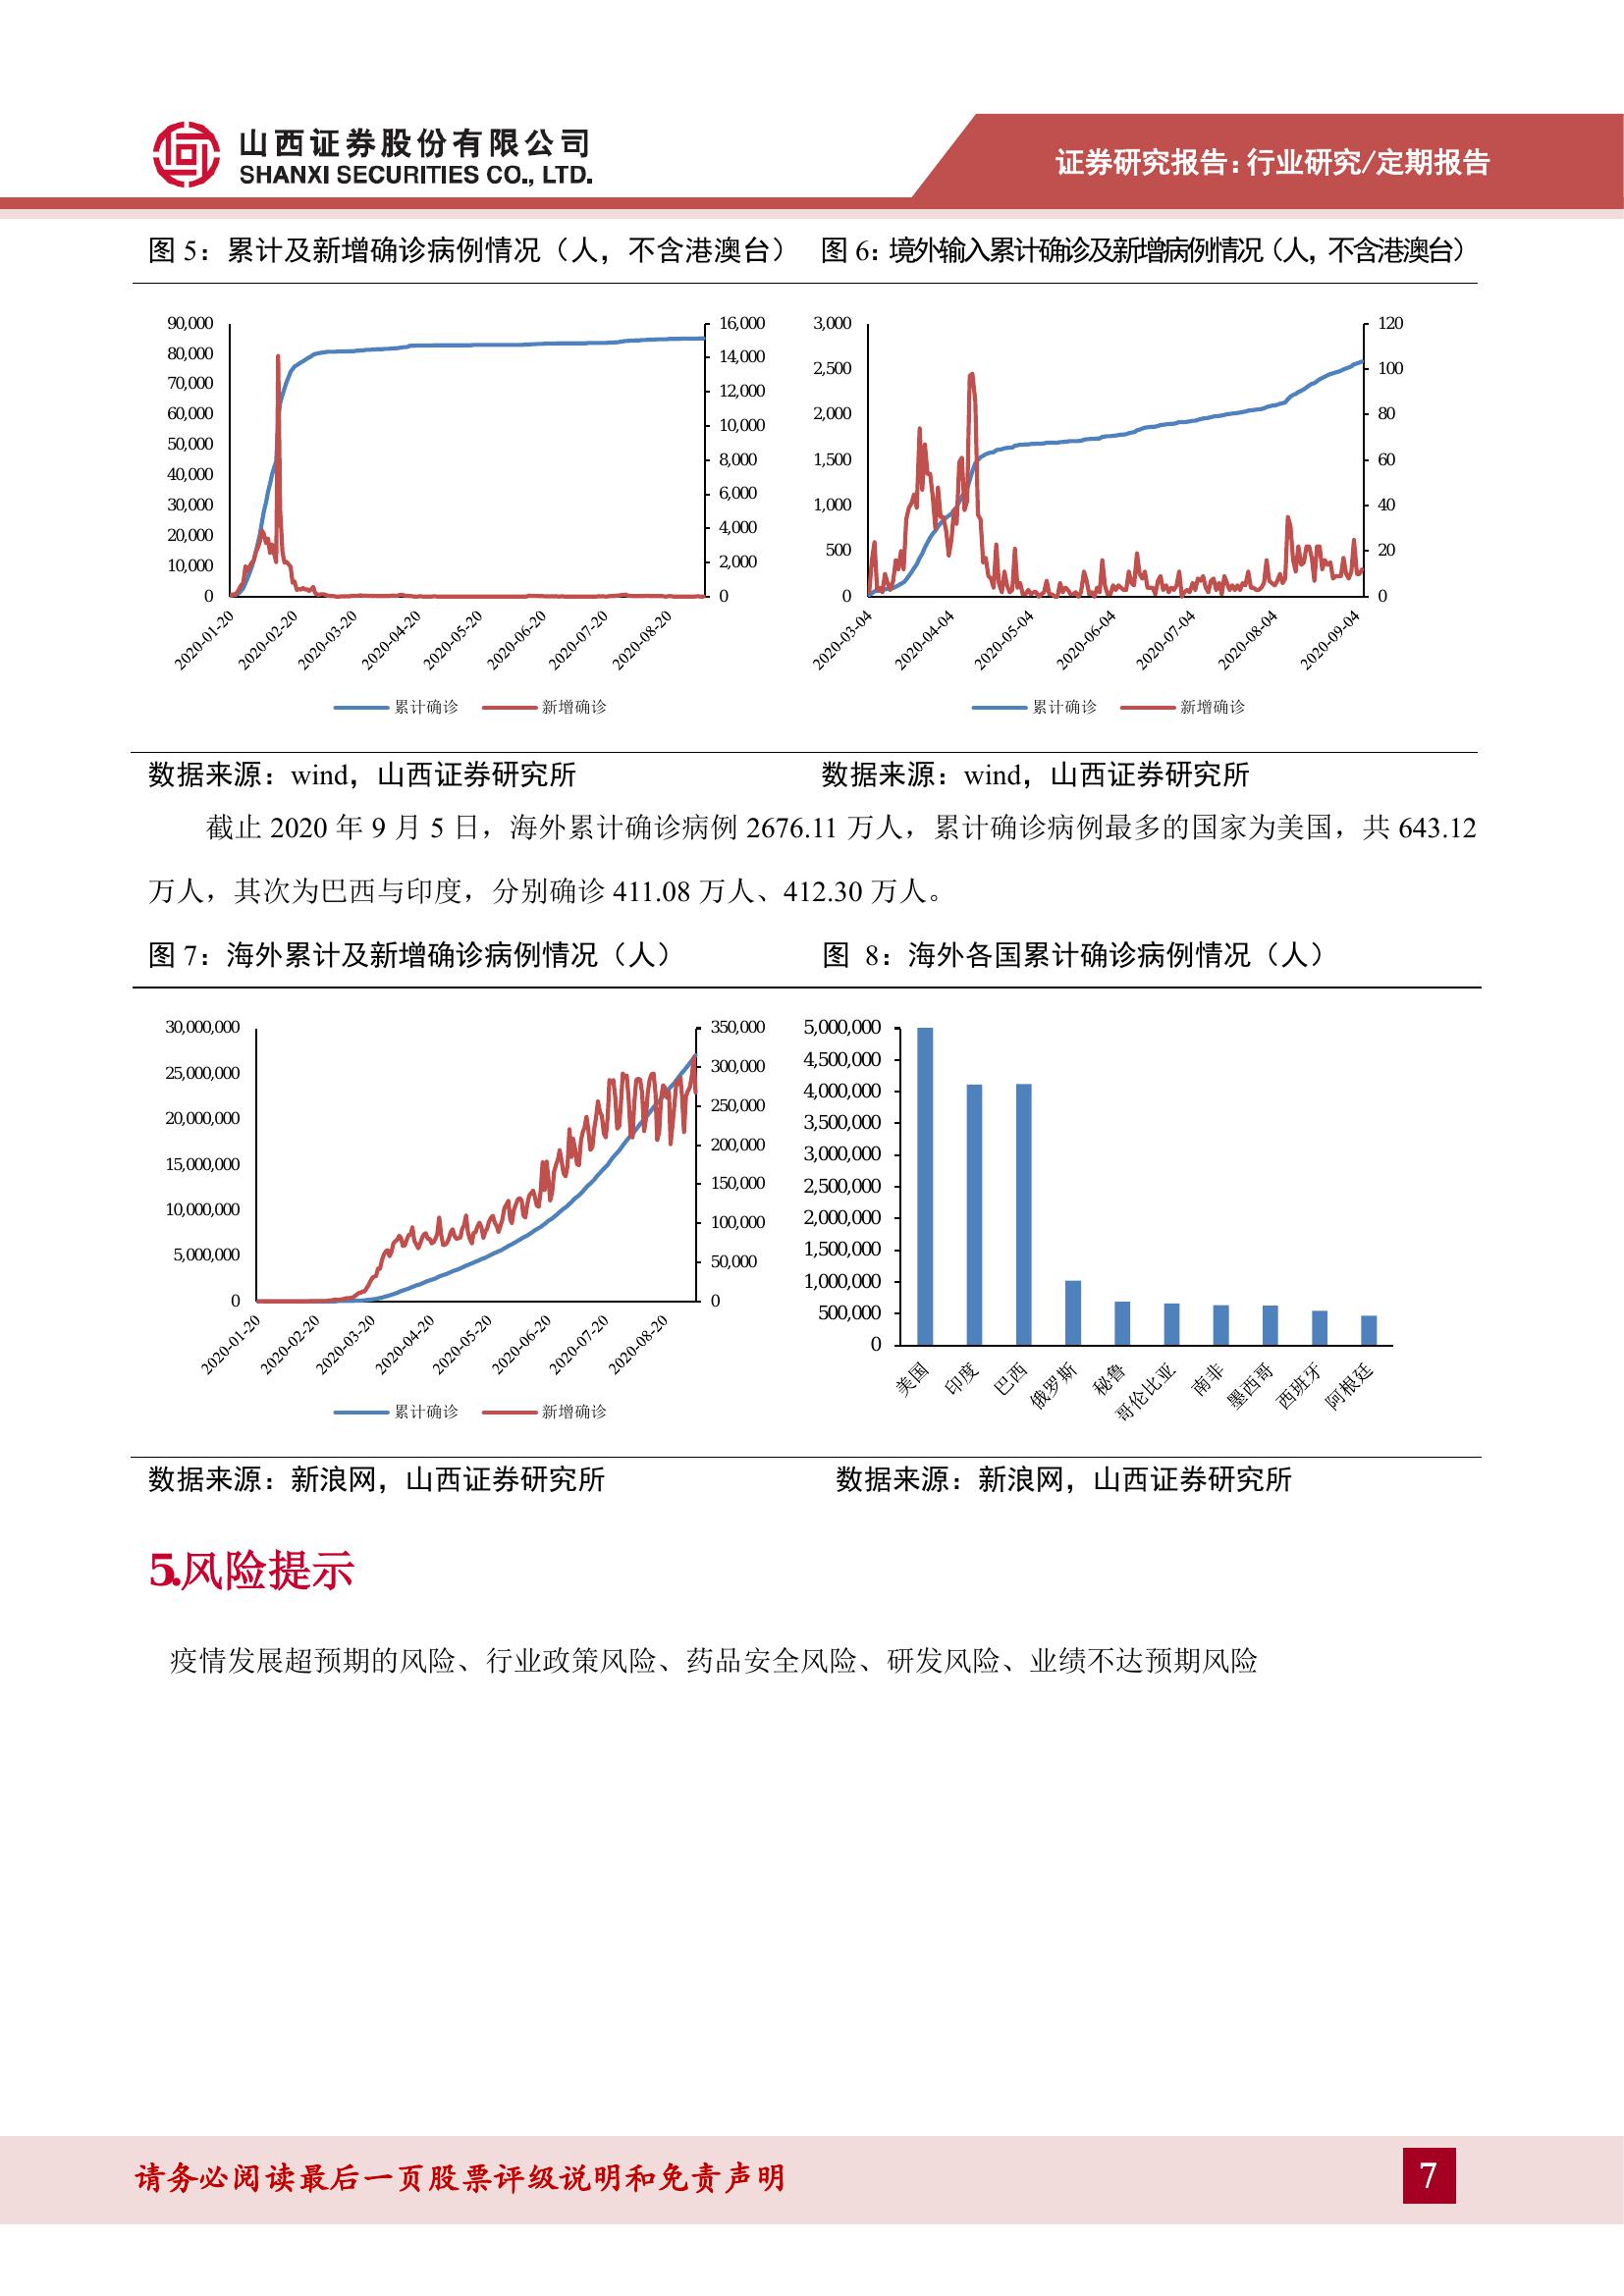 山西证券股份有限公司
SHANXI SECURITIES CO., LTD.
证券研究报告：行业研究/定期报告
图 5：累计及新增确诊病例情况（人，不含港澳台）
图 6：境外输入累计确诊及新增病例情况（人，不含港澳台）
90,000
80,000
70,000
60,000
50,000
40,000
30,000
20,000
10,000
0
16,000
14,000
12,000
10,000
8,000
6,000
4,000
2,000
0
2020-01-20
2020-02-20
2020-03-20
2020-04-20
2020-05-20
2020-06-20
2020-07-20
2020-08-20
累计确诊 新增确诊
3,000
2,500
2,000
1,500
1,000
500
0
120
100
80
60
40
20
0
2020-03-04
2020-04-04
2020-05-04
2020-06-04
2020-07-04
2020-08-04
2020-09-04
累计确诊 新增确诊
数据来源：wind，山西证券研究所
数据来源：wind，山西证券研究所
截止 2020 年 9 月 5 日，海外累计确诊病例 2676.11 万人，累计确诊病例最多的国家为美国，共 643.12
万人，其次为巴西与印度，分别确诊 411.08 万人、412.30 万人。
图 7：海外累计及新增确诊病例情况（人）
图 8：海外各国累计确诊病例情况（人）
30,000,000
25,000,000
20,000,000
15,000,000
10,000,000
5,000,000
0
350,000
300,000
250,000
200,000
150,000
100,000
50,000
0
2020-01-20
2020-02-20
2020-03-20
2020-04-20
2020-05-20
2020-06-20
2020-07-20
2020-08-20
累计确诊 新增确诊
5,000,000
4,500,000
4,000,000
3,500,000
3,000,000
2,500,000
2,000,000
1,500,000
1,000,000
500,000
0
美国
印度
巴西
俄罗斯
秘鲁
哥伦比亚
南非
墨西哥
西班牙
阿根廷
数据来源：新浪网，山西证券研究所
数据来源：新浪网，山西证券研究所
5.风险提示
疫情发展超预期的风险、行业政策风险、药品安全风险、研发风险、业绩不达预期风险
请务必阅读最后一页股票评级说明和免责声明
7